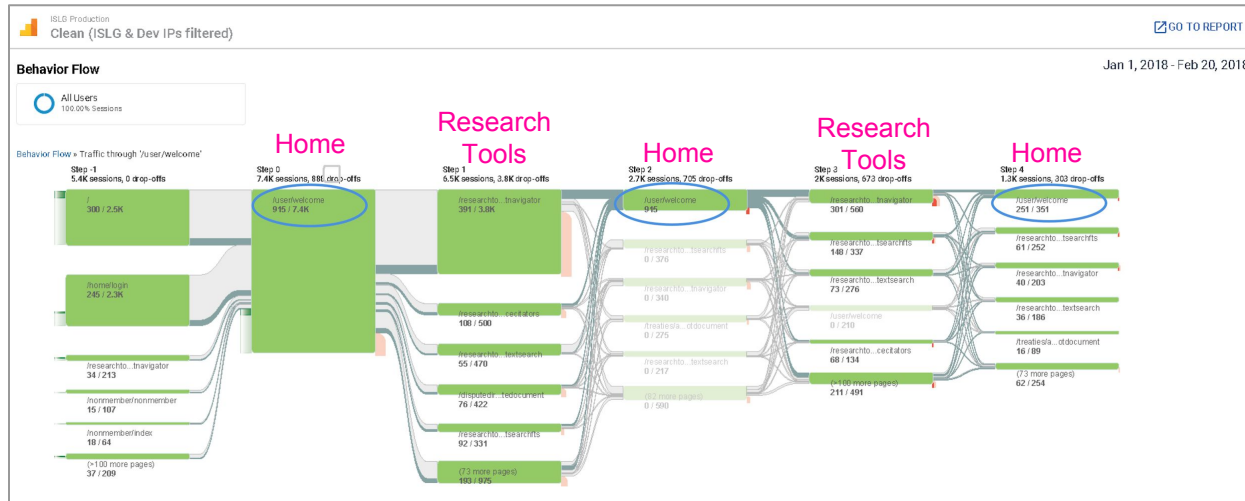 ISLG Production
Clean (ISLG & Dev IPs filtered)
GO TO REPORT
Behavior Flow
Jan 1, 2018 - Feb 20, 2018
All Users
100.00% Sessions
Behavior Flow » Traffic through '/user/welcome'
Home
Research
Tools
Home
Research
Tools
Home
Step -1
5.4K sessions, 0 drop-offs
/
300 / 2.5K
/home/login
245 / 2.3K
/researchto...tnavigator
34 / 213
/nonmember/nonmember
15 / 107
/nonmember/index
18 / 64
(>100 more pages)
37 / 209
Step 0
7.4K sessions, drop-offs
/user/welcome
915 / 7.4K
Step 1
6.5K sessions, 3.8K drop-offs
/researchto...tnavigator
391 / 3.8K
/researchto...cecitators
108 / 500
/researchto...textsearch
55 / 470
/disputedir...tedocument
76 / 422
/researchto...tsearchfts
92 / 331
(73 more pages)
193 / 975
Step 2
2.7K sessions, 705 drop-offs
/user/welcome
915
/researchto...tsearchfts
0 / 376
/researchto...tnavigator
0 / 340
/treaties/a...otdocument
0 / 275
/researchto...textsearch
0 / 217
more pages)
0 / 590
Step 3
2K sessions, 673 drop-offs
/researchto...tnavigator
301 / 560
/researchto...tsearchfts
148 / 337
/researchto...textsearch
73 / 276
/user/welcome
0 / 210
/researchto...cecitators
68 / 134
(>100 more pages)
211 / 491
Step 4
1.3K sessions, 303 drop-offs
/user/welcome
251 / 351
/researchto...tsearchfts
61 / 252
/researchto...tnavigator
40 / 203
/researchto...textsearch
36 / 186
/treaties/a...otdocument
16 / 89
(73 more pages)
62 / 254